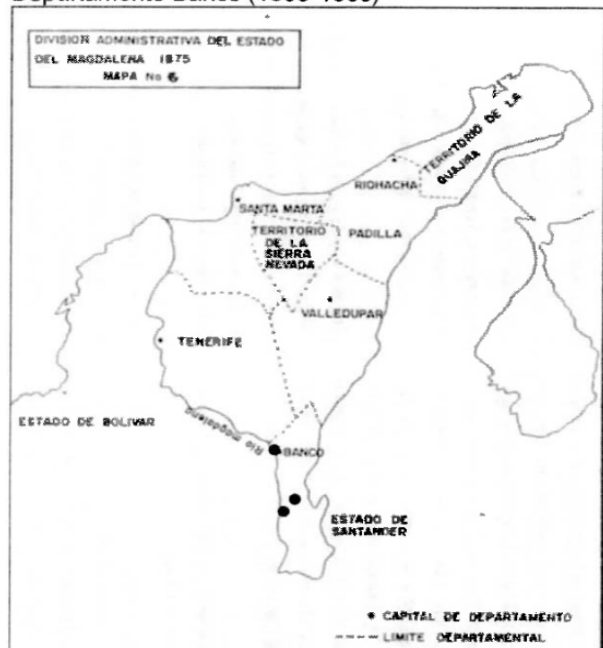 DIVISION ADMINISTRATIVA DEL ESTADO
DEL MAGDALENA 1875
MAPA No 6
TERRITORIO DE LA
GUAJIRA
RIOHACHA
SANTA MARTA
TERRITORIO
DE LA
SIERRA
NEVADA
PADILLA
VALLEDUPAR
TENERIFE
ESTADO DE BOLIVAR
Rio magdalena
BANCO
ESTADO DE
SANTANDER
• CAPITAL DE DEPARTAMENTO
---- LIMITE DEPARTAMENTAL